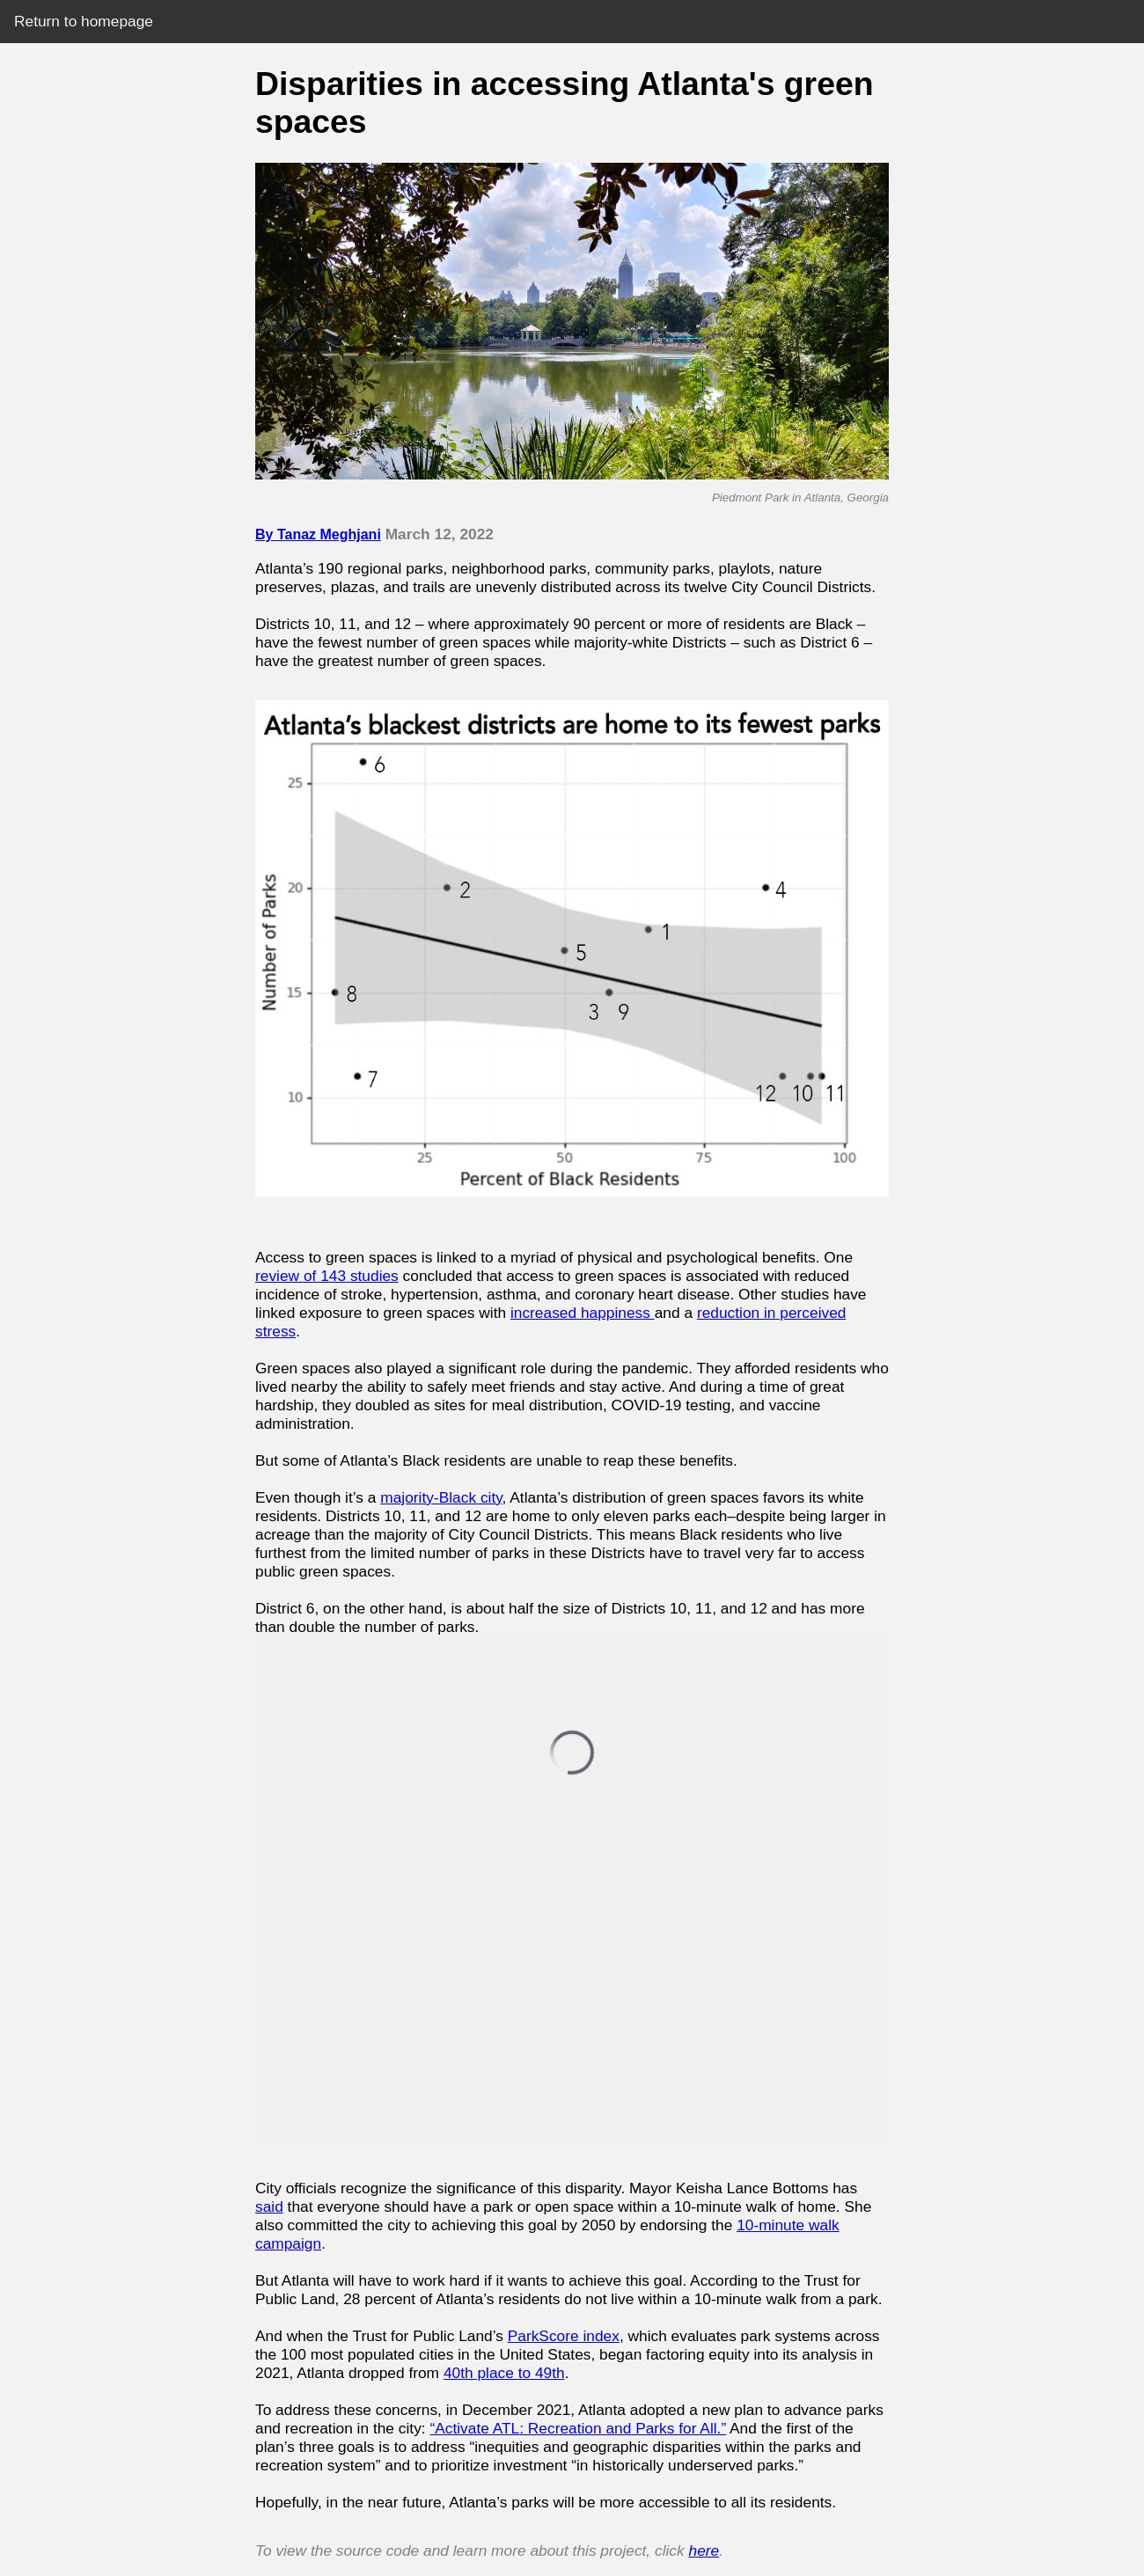 Return to homepage
Disparities in accessing Atlanta's green
spaces
Piedmont Park in Atlanta, Georgia
By Tanaz Meghjani March 12, 2022
Atlanta’s 190 regional parks, neighborhood parks, community parks, playlots, nature
preserves, plazas, and trails are unevenly distributed across its twelve City Council Districts.
Districts 10, 11, and 12 – where approximately 90 percent or more of residents are Black –
have the fewest number of green spaces while majority-white Districts – such as District 6 –
have the greatest number of green spaces.
Atlanta’s blackest districts are home to its fewest parks
6
25
2
20
4
1
5
Number of Parks
15
8
3 9
7
10
12 10 11
25 50 75 100
Percent of Black Residents
Access to green spaces is linked to a myriad of physical and psychological benefits. One
review of 143 studies concluded that access to green spaces is associated with reduced
incidence of stroke, hypertension, asthma, and coronary heart disease. Other studies have
linked exposure to green spaces with increased happiness and a reduction in perceived
stress.
Green spaces also played a significant role during the pandemic. They afforded residents who
lived nearby the ability to safely meet friends and stay active. And during a time of great
hardship, they doubled as sites for meal distribution, COVID-19 testing, and vaccine
administration.
But some of Atlanta’s Black residents are unable to reap these benefits.
Even though it’s a majority-Black city, Atlanta’s distribution of green spaces favors its white
residents. Districts 10, 11, and 12 are home to only eleven parks each–despite being larger in
acreage than the majority of City Council Districts. This means Black residents who live
furthest from the limited number of parks in these Districts have to travel very far to access
public green spaces.
District 6, on the other hand, is about half the size of Districts 10, 11, and 12 and has more
than double the number of parks.
City officials recognize the significance of this disparity. Mayor Keisha Lance Bottoms has
said that everyone should have a park or open space within a 10-minute walk of home. She
also committed the city to achieving this goal by 2050 by endorsing the 10-minute walk
campaign.
But Atlanta will have to work hard if it wants to achieve this goal. According to the Trust for
Public Land, 28 percent of Atlanta’s residents do not live within a 10-minute walk from a park.
And when the Trust for Public Land’s ParkScore index, which evaluates park systems across
the 100 most populated cities in the United States, began factoring equity into its analysis in
2021, Atlanta dropped from 40th place to 49th.
To address these concerns, in December 2021, Atlanta adopted a new plan to advance parks
and recreation in the city: “Activate ATL: Recreation and Parks for All.” And the first of the
plan’s three goals is to address “inequities and geographic disparities within the parks and
recreation system” and to prioritize investment “in historically underserved parks.”
Hopefully, in the near future, Atlanta’s parks will be more accessible to all its residents.
To view the source code and learn more about this project, click here.